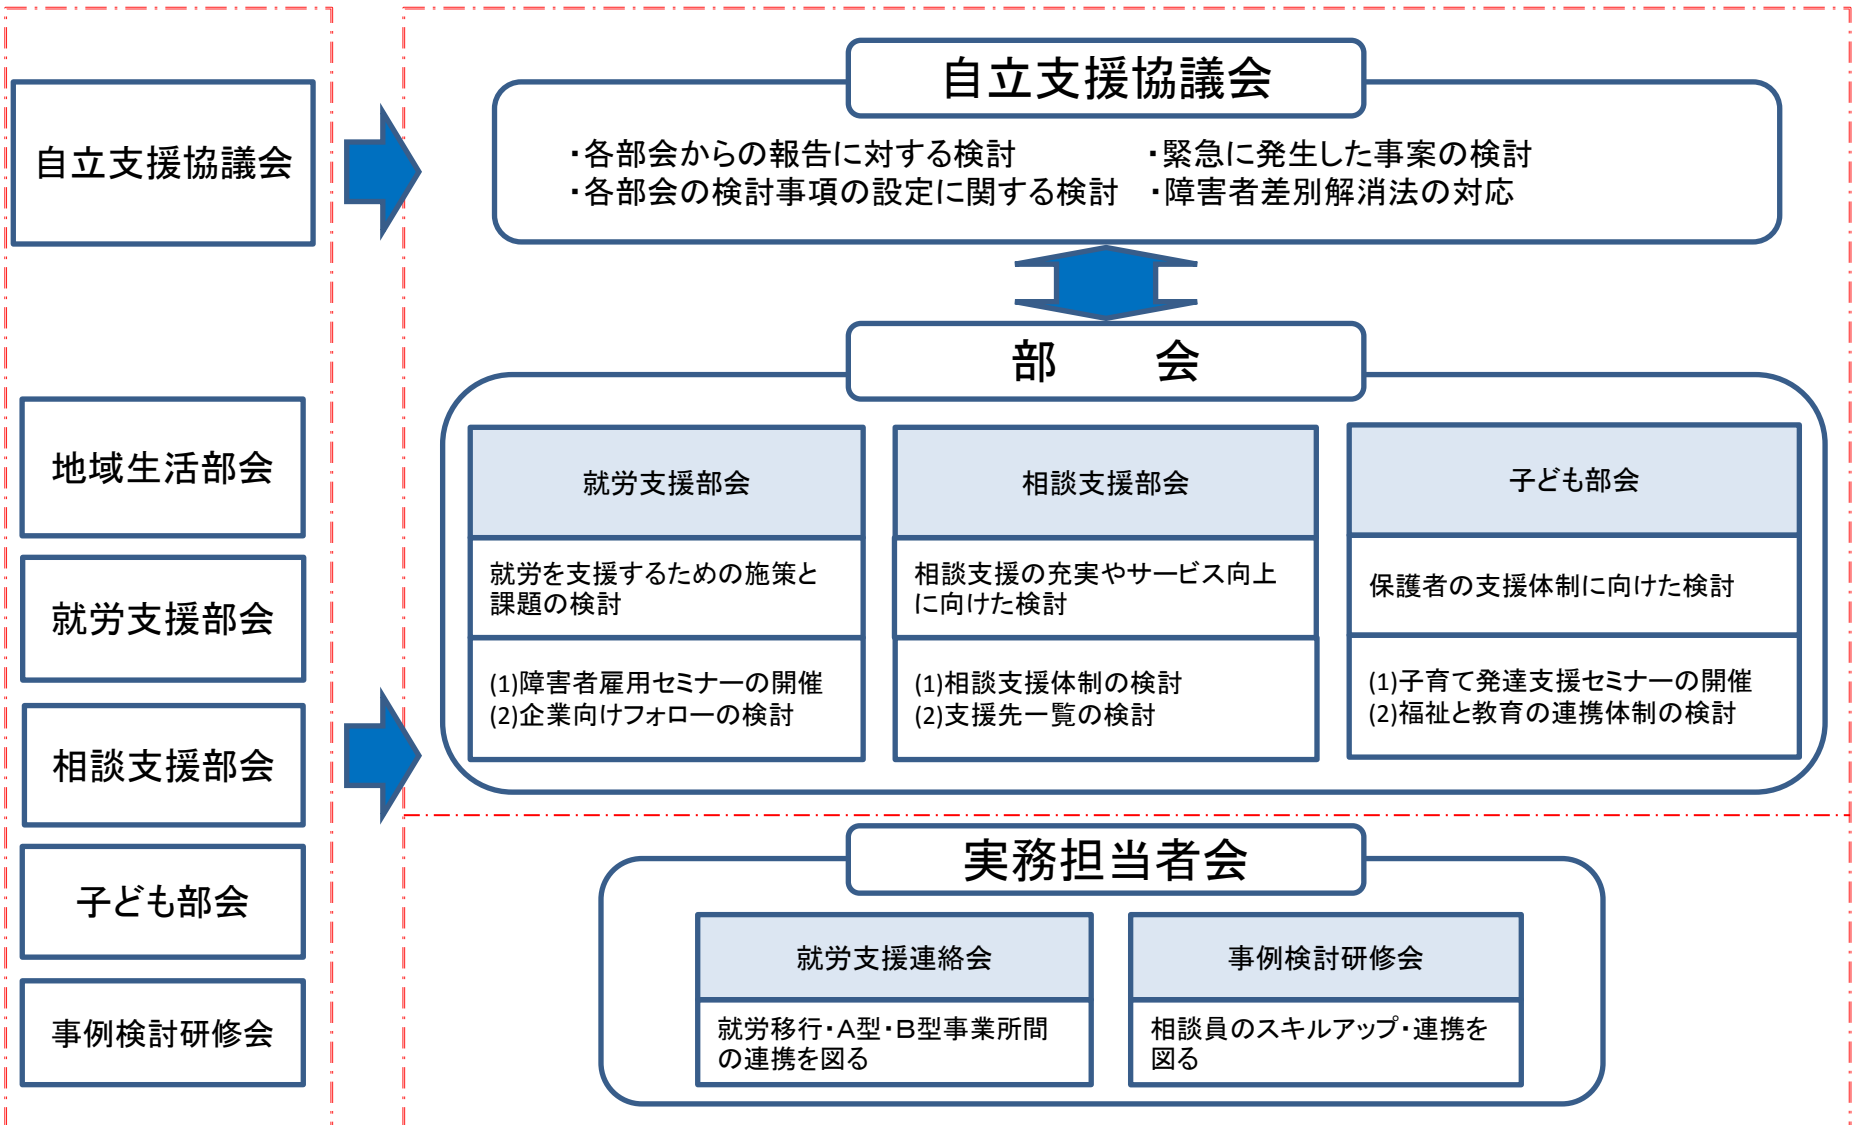 自立支援協議会
地域生活部会
就労支援部会
相談支援部会
子ども部会
事例検討研修会
自立支援協議会
・各部会からの報告に対する検討　・緊急に発生した事案の検討
・各部会の検討事項の設定に関する検討　・障害者差別解消法の対応
部　会
就労支援部会
就労を支援するための施策と
課題の検討
(1)障害者雇用セミナーの開催
(2)企業向けフォローの検討
相談支援部会
相談支援の充実やサービス向上
に向けた検討
(1)相談支援体制の検討
(2)支援先一覧の検討
子ども部会
保護者の支援体制に向けた検討
(1)子育て発達支援セミナーの開催
(2)福祉と教育の連携体制の検討
実務担当者会
就労支援連絡会
就労移行・A型・B型事業所間
の連携を図る
事例検討研修会
相談員のスキルアップ・連携を
図る